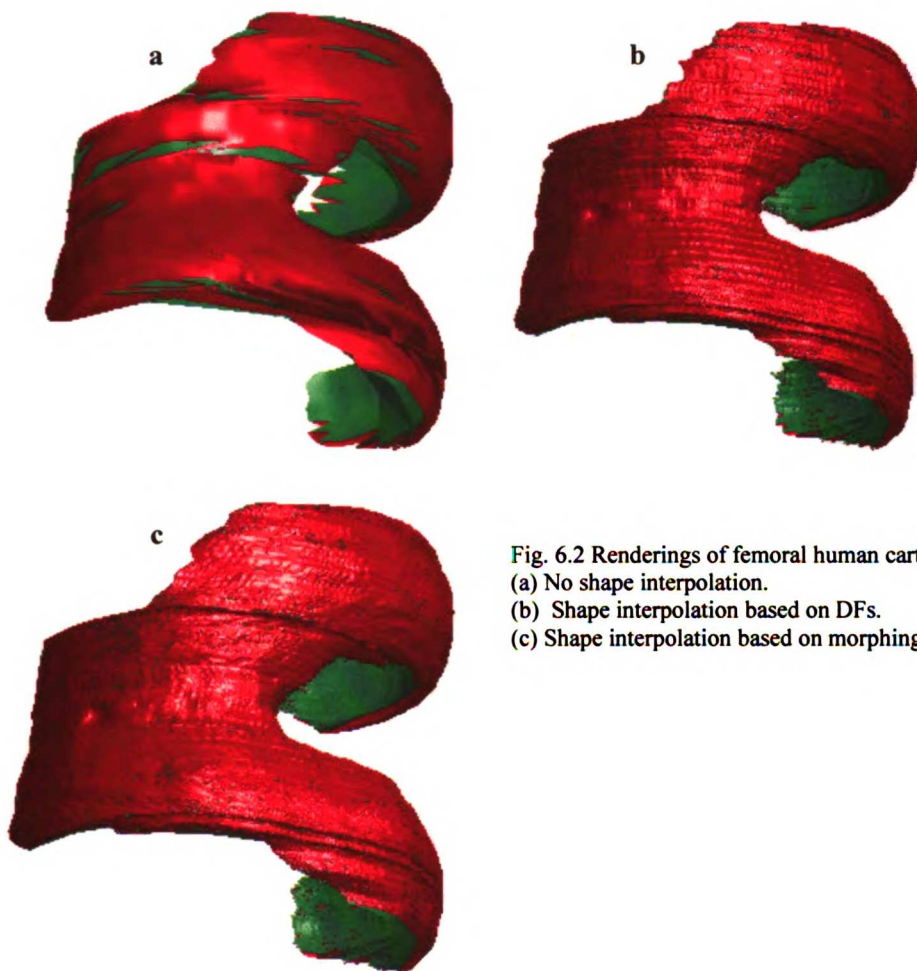 a
b
c
Fig. 6.2 Renderings of femoral human
(a) No shape interpolation.
(b) Shape interpolation based on DFs.
(c) Shape interpolation based on morphing